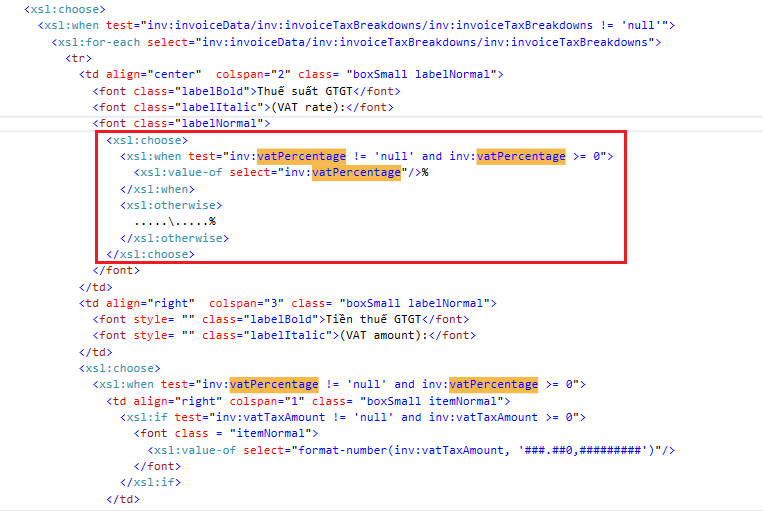 <xsl:choose>
<xsl:when test="inv:invoiceData/inv:invoiceTaxBreakdowns/inv:invoiceTaxBreakdowns != 'null'">
<xsl:for-each select="inv:invoiceData/inv:invoiceTaxBreakdowns/inv:invoiceTaxBreakdowns">
<tr>
<td align="center"  colspan="2" class= "boxSmall labelNormal">
<font class="labelBold">Thuế suất GTGT</font>
<font class="labelItalic">(VAT rate):</font>
<font class="labelNormal">
<xsl:choose>
<xsl:when test="inv:vatPercentage != 'null' and inv:vatPercentage >= 0">
<xsl:value-of select="inv:vatPercentage"/>%
</xsl:when>
<xsl:otherwise>
.....\.....%
</xsl:otherwise>
</xsl:choose>
</font>
</td>
<td align="right"  colspan="3" class= "boxSmall labelNormal">
<font style= "" class="labelBold">Tiền thuế GTGT</font>
<font style= "" class="labelItalic">(VAT amount):</font>
</td>
<xsl:choose>
<xsl:when test="inv:vatPercentage != 'null' and inv:vatPercentage >= 0">
<td align="right" colspan="1" class= "boxSmall itemNormal">
<xsl:if test="inv:vatTaxAmount != 'null' and inv:vatTaxAmount >= 0">
<font class = "itemNormal">
<xsl:value-of select="format-number(inv:vatTaxAmount, '###.##0,#########')"/>
</font>
</xsl:if>
</td>